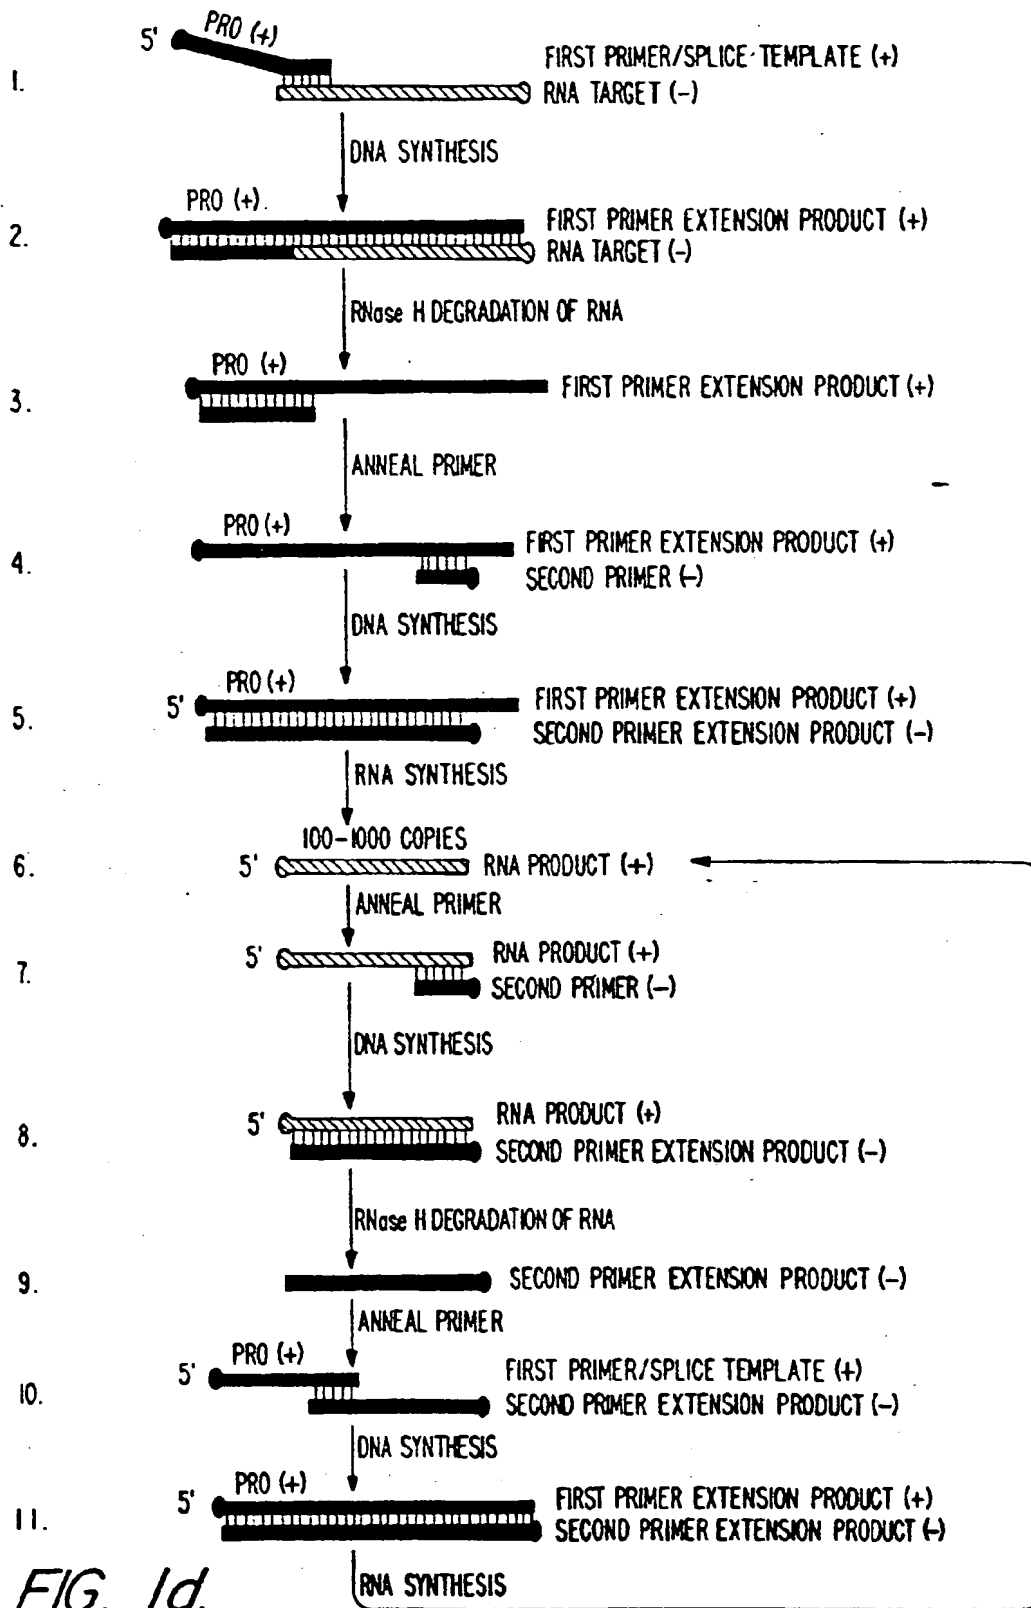 5' PRO (+)
1. FIRST PRIMER/SPLICE TEMPLATE (+)
RNA TARGET (-)
DNA SYNTHESIS
PRO (+).
2. FIRST PRIMER EXTENSION PRODUCT (+)
RNA TARGET (-)
RNase H DEGRADATION OF RNA
PRO (+)
3. FIRST PRIMER EXTENSION PRODUCT (+)
ANNEAL PRIMER
PRO (+)
4. FIRST PRIMER EXTENSION PRODUCT (+)
SECOND PRIMER (-)
DNA SYNTHESIS
PRO (+)
5. 5' FIRST PRIMER EXTENSION PRODUCT (+)
SECOND PRIMER EXTENSION PRODUCT (-)
RNA SYNTHESIS
100-1000 COPIES
6. 5' RNA PRODUCT (+)
ANNEAL PRIMER
7. 5' RNA PRODUCT (+)
SECOND PRIMER (-)
DNA SYNTHESIS
8. 5' RNA PRODUCT (+)
SECOND PRIMER EXTENSION PRODUCT (-)
RNase H DEGRADATION OF RNA
9. SECOND PRIMER EXTENSION PRODUCT (-)
ANNEAL PRIMER
PRO (+)
10. 5' FIRST PRIMER/SPLICE TEMPLATE (+)
SECOND PRIMER EXTENSION PRODUCT (-)
DNA SYNTHESIS
PRO (+)
11. 5' FIRST PRIMER EXTENSION PRODUCT (+)
SECOND PRIMER EXTENSION PRODUCT (-)
RNA SYNTHESIS
FIG. 1d.